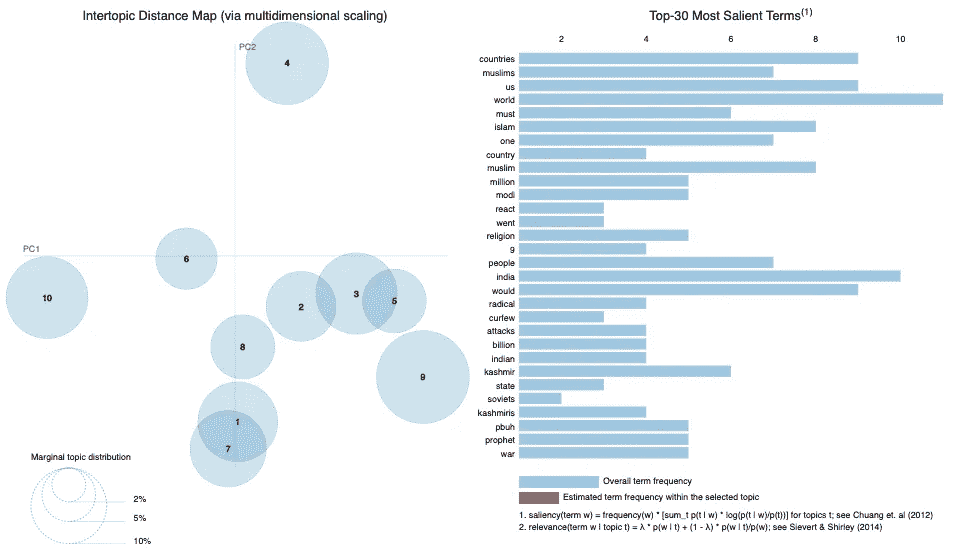 Intertopic Distance Map (via multidimensional scaling)
PC2
4
PC1
6
10
2
3
5
8
9
1
7
Marginal topic distribution
2%
5%
10%
Top-30 Most Salient Terms(1)
2 4 6 8 10
countries
muslims
us
world
must
islam
one
country
muslim
million
modi
react
went
religion
9
people
india
would
radical
curfew
attacks
billion
indian
kashmir
state
soviets
kashmiris
pbuh
prophet
war
Overall term frequency
Estimated term frequency within the selected topic
1. saliency(term w) = frequency(w) * [sum_t p(t | w) * log(p(t | w)/p(t))] for topics t; see Chuang et. al (2012)
2. relevance(term w | topic t) = λ * p(w | t) + (1 - λ) * p(w | t)/p(w); see Sievert & Shirley (2014)